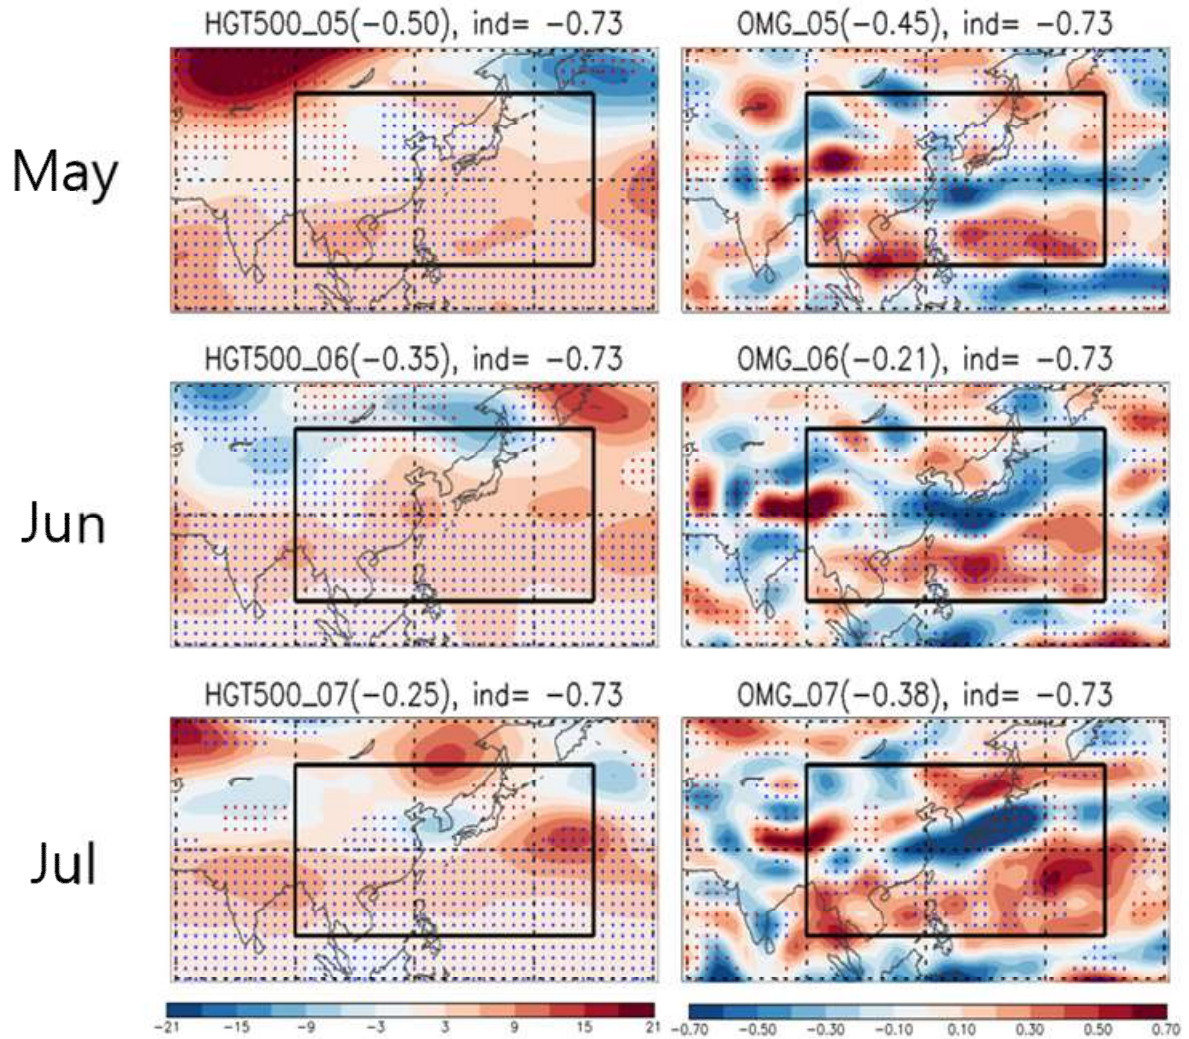 HGT500_05(−0.50), ind= −0.73
OMG_05(−0.45), ind= −0.73
May
HGT500_06(−0.35), ind= −0.73
OMG_06(−0.21), ind= −0.73
Jun
HGT500_07(−0.25), ind= −0.73
OMG_07(−0.38), ind= −0.73
Jul
−21 −15 −9 −3 3 9 15 21
−0.70 −0.50 −0.30 −0.10 0.10 0.30 0.50 0.70